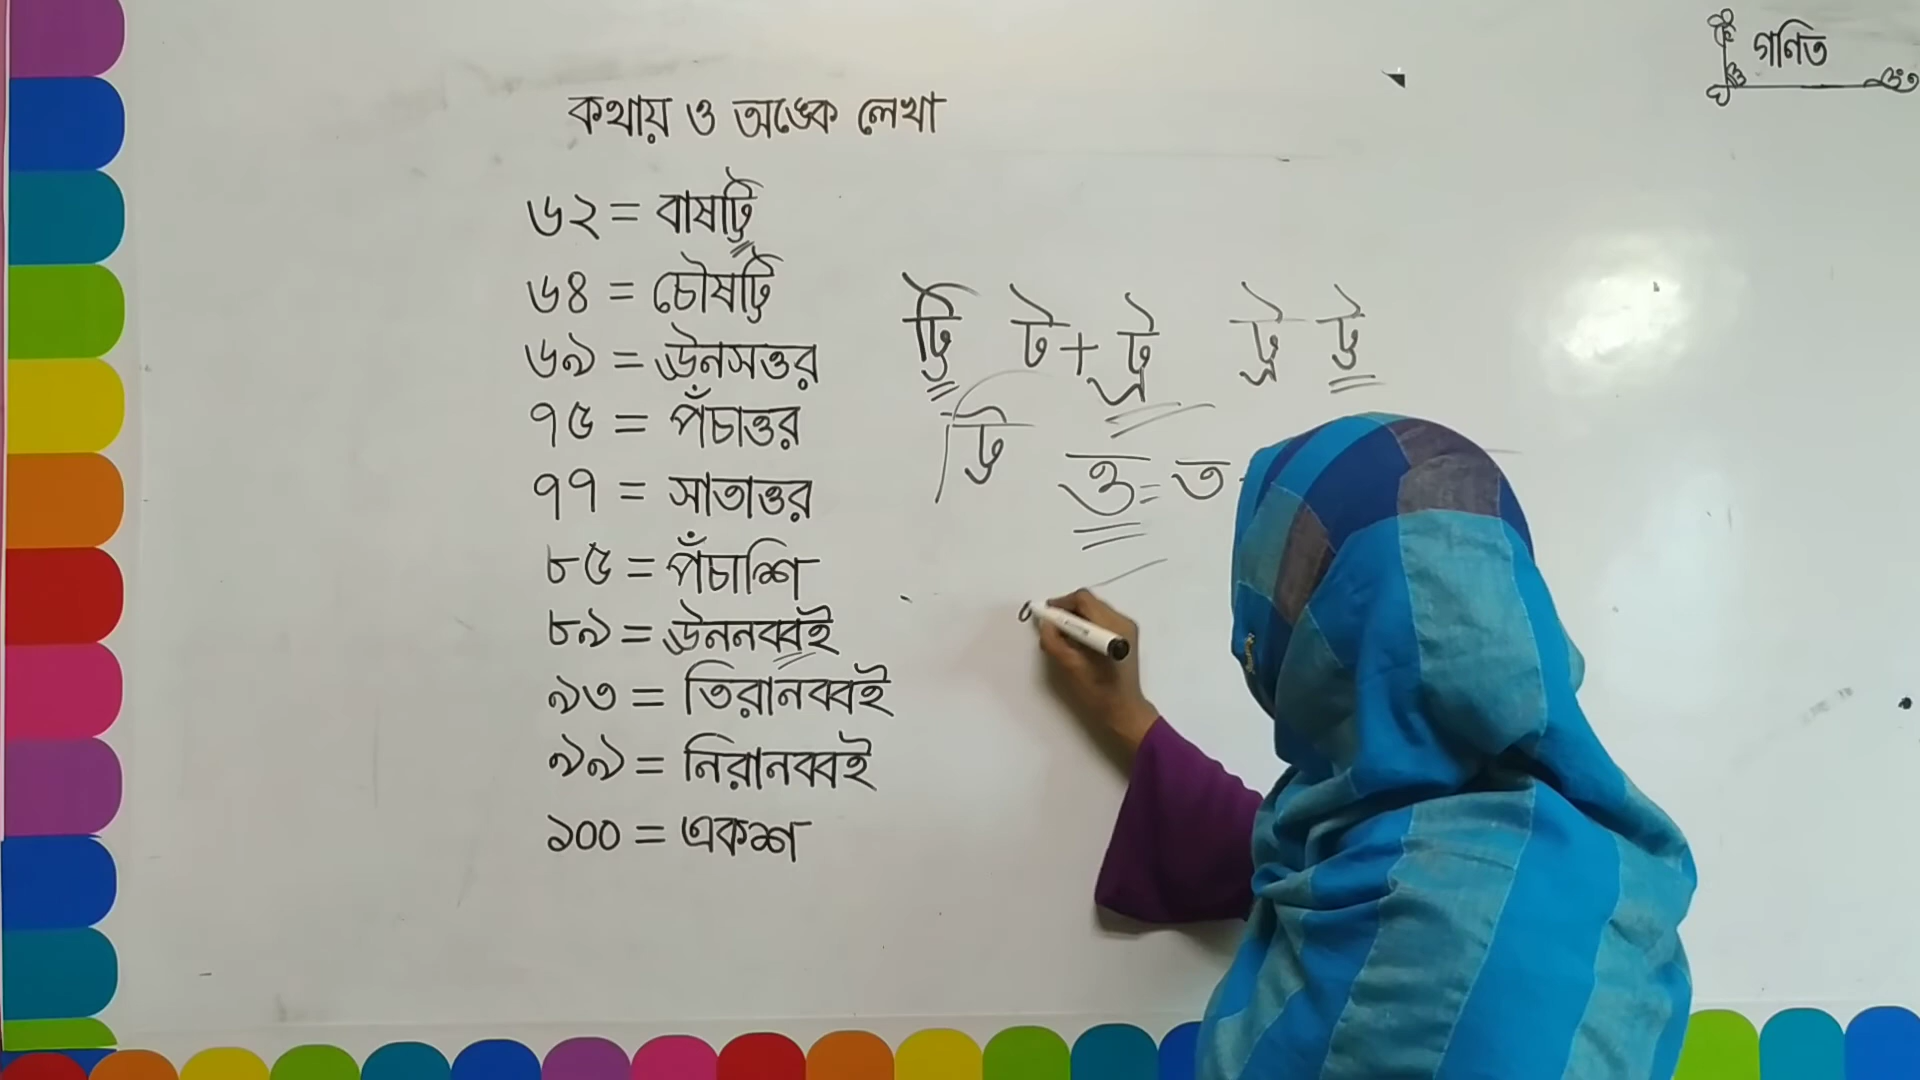 গণিত
কথায় ও অঙ্কে লেখা
৬২ = বাষট্টি
৬৪ = চৌষট্টি
৬৯ = ঊনসত্তর
৭৫ = পঁচাত্তর
৭৭ = সাতাত্তর
৮৫ = পঁচাশি
৮৯ = ঊননব্বই
৯৩ = তিরানব্বই
৯৯ = নিরানব্বই
১০০ = একশ
ট্টি ট + ট্র ট্র ট্ট
ট্টি ত্ত = ত